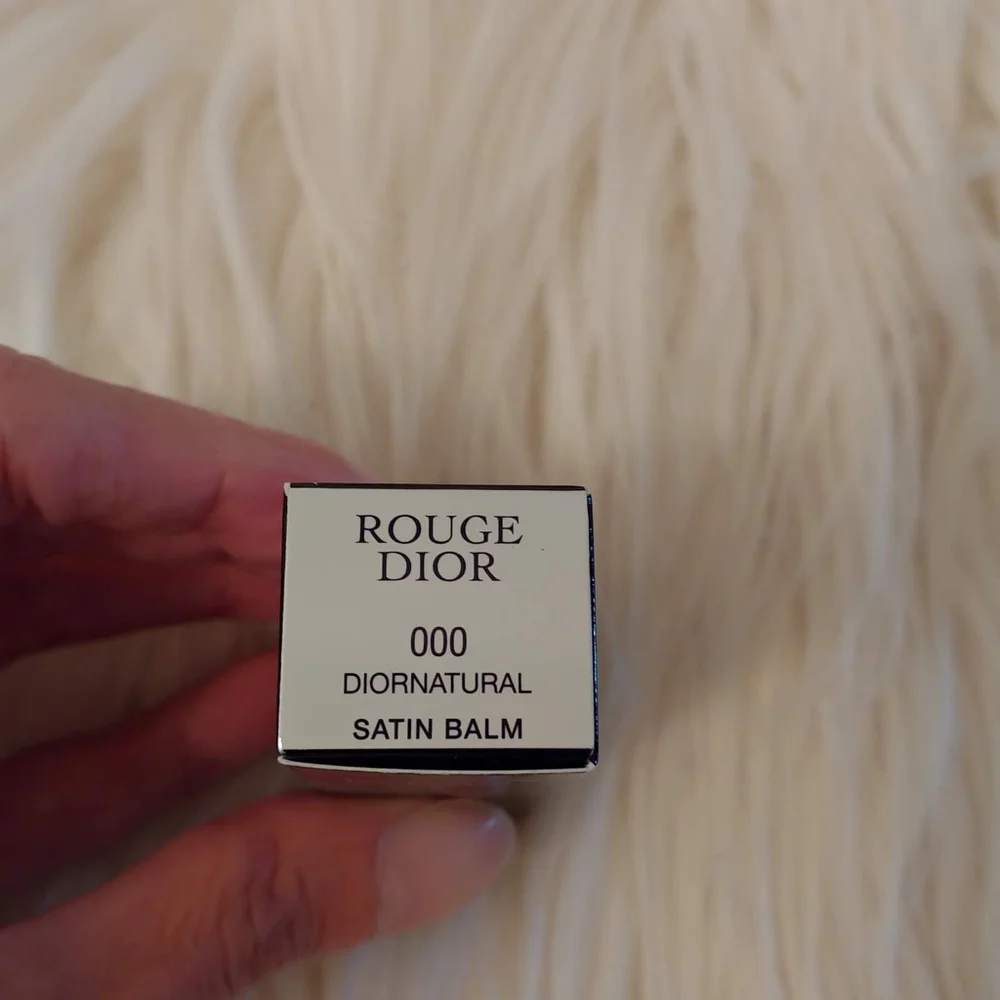 ROUGE
DIOR
000
DIORNATURAL
SATIN BALM